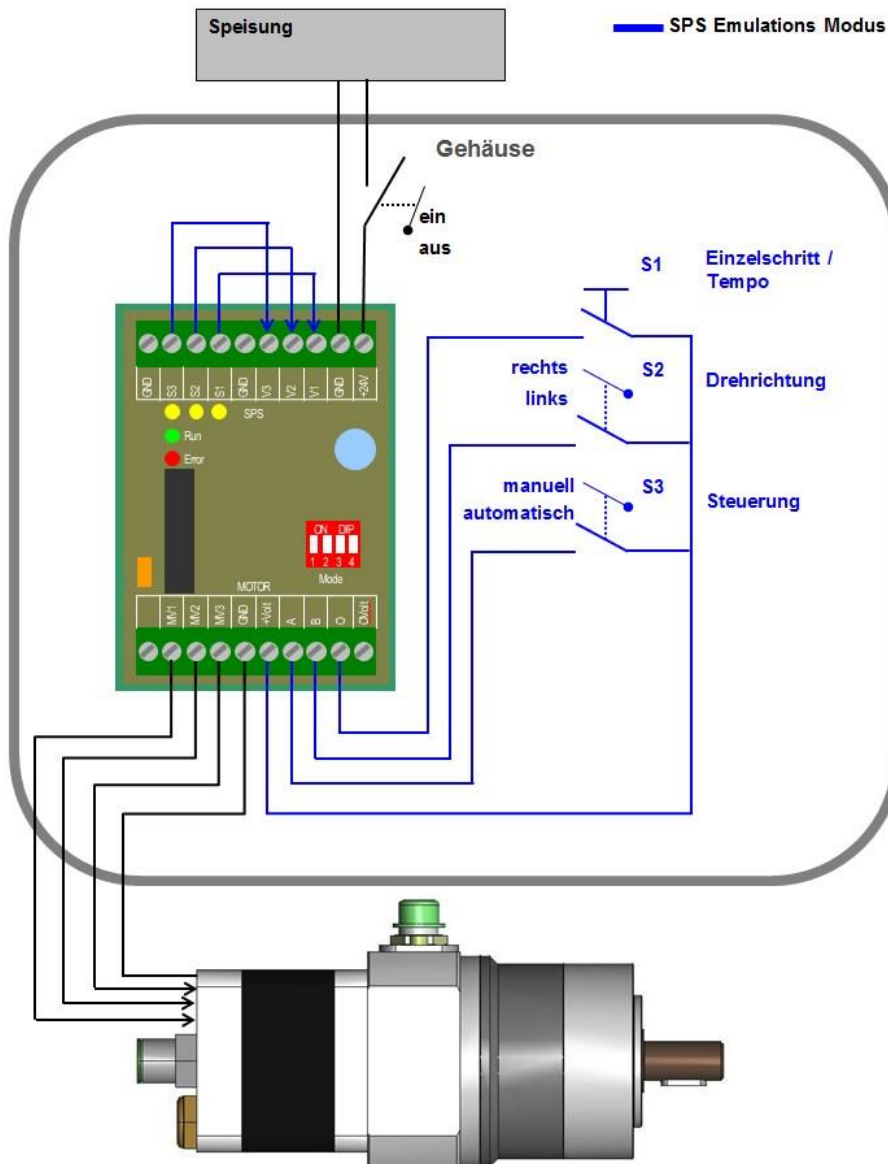 Speisung
SPS Emulations Modus
Gehäuse
ein
aus
S1
Einzelschritt /
Tempo
rechts
S2
Drehrichtung
links
manuell
S3
Steuerung
automatisch
GND
S3
S2
S1
GND
V3
V2
V1
GND
+24V
SPS
Run
Error
ON DIP
1 2 3 4
Mode
MOTOR
MV1
MV2
MV3
GND
+Volt
A
B
O
OVolt